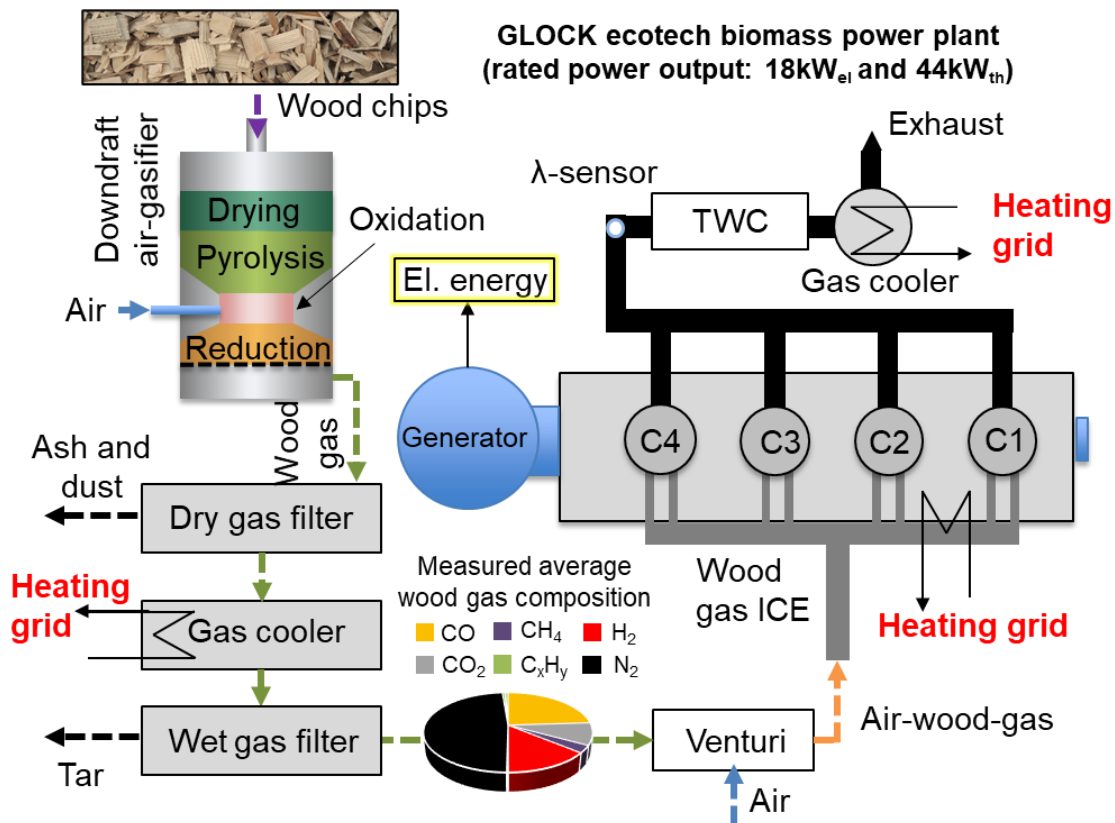 GLOCK ecotech biomass power plant
(rated power output: 18kWel and 44kWth)
Wood chips
Downdraft
air-gasifier
Drying
Pyrolysis
Oxidation
Air
Reduction
Wood
gas
Ash and
dust
Dry gas filter
Heating
grid
Gas cooler
Wet gas filter
Tar
El. energy
Generator
λ-sensor
TWC
Exhaust
Heating
grid
Gas cooler
C4
C3
C2
C1
Wood
gas ICE
Heating grid
Measured average
wood gas composition
CO
CH4
H2
CO2
CxHy
N2
Venturi
Air-wood-gas
Air